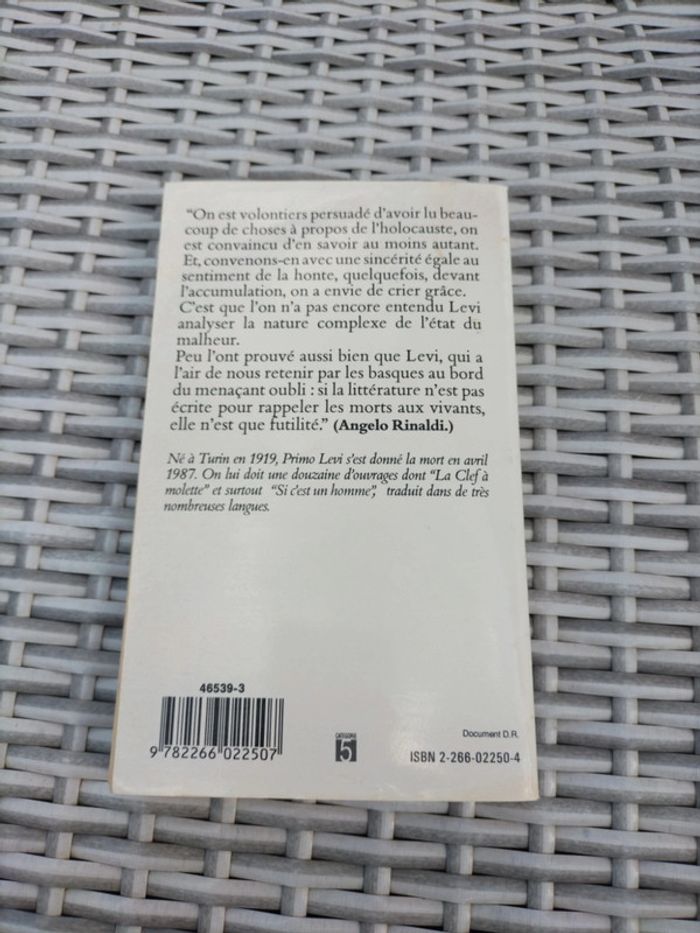 “On est volontiers persuadé d'avoir lu beau-
coup de choses à propos de l'holocauste, on
est convaincu d'en savoir au moins autant.
Et, convenons-en avec une sincérité égale au
sentiment de la honte, quelquefois, devant
l'accumulation, on a envie de crier grâce.
C'est que l'on n'a pas encore entendu Levi
analyser la nature complexe de l'état du
malheur.
Peu l'ont prouvé aussi bien que Levi, qui a
l'air de nous retenir par les basques au bord
du menaçant oubli : si la littérature n'est pas
écrite pour rappeler les morts aux vivants,
elle n'est que futilité.” (Angelo Rinaldi.)
Né à Turin en 1919, Primo Levi s'est donné la mort en avril
1987. On lui doit une douzaine d'ouvrages dont “La Clef à
molette” et surtout “Si c'est un homme”, traduit dans de très
nombreuses langues.
46539-3
9 782266 022507
CATEGORIE
5
Document D.R.
ISBN 2-266-02250-4